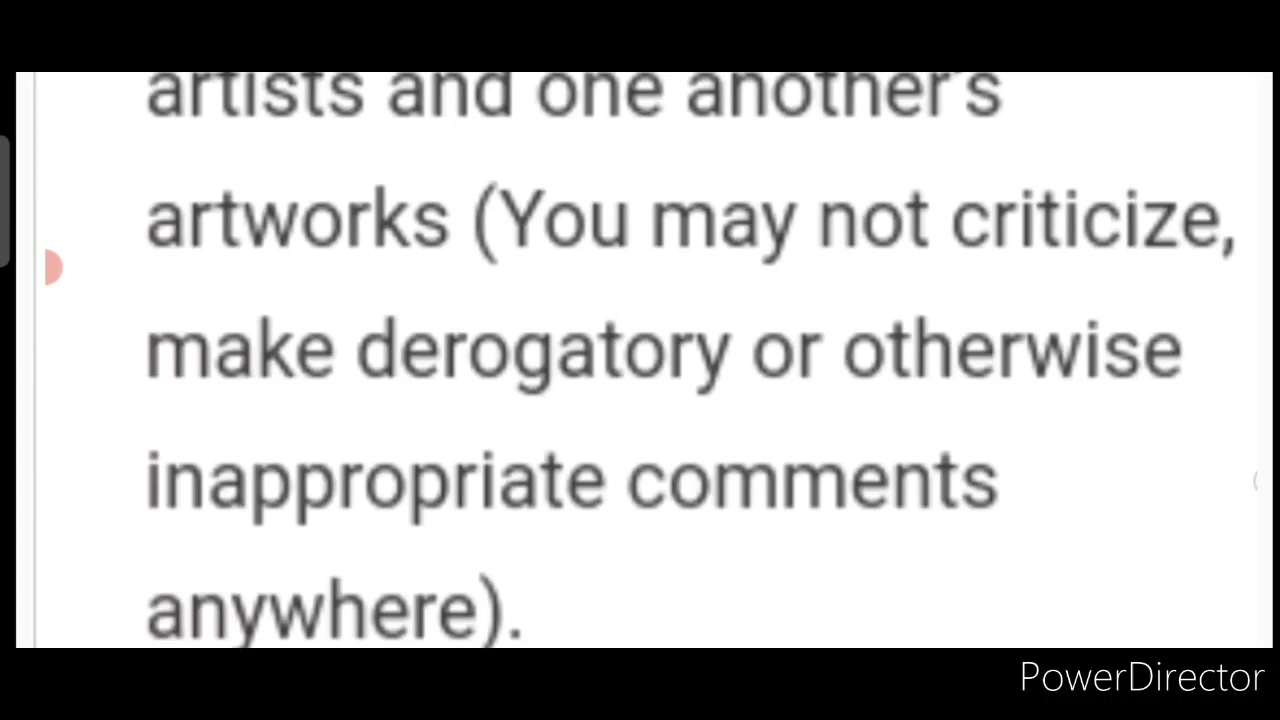 artists and one another's
artworks (You may not criticize,
make derogatory or otherwise
inappropriate comments
anywhere).
PowerDirector